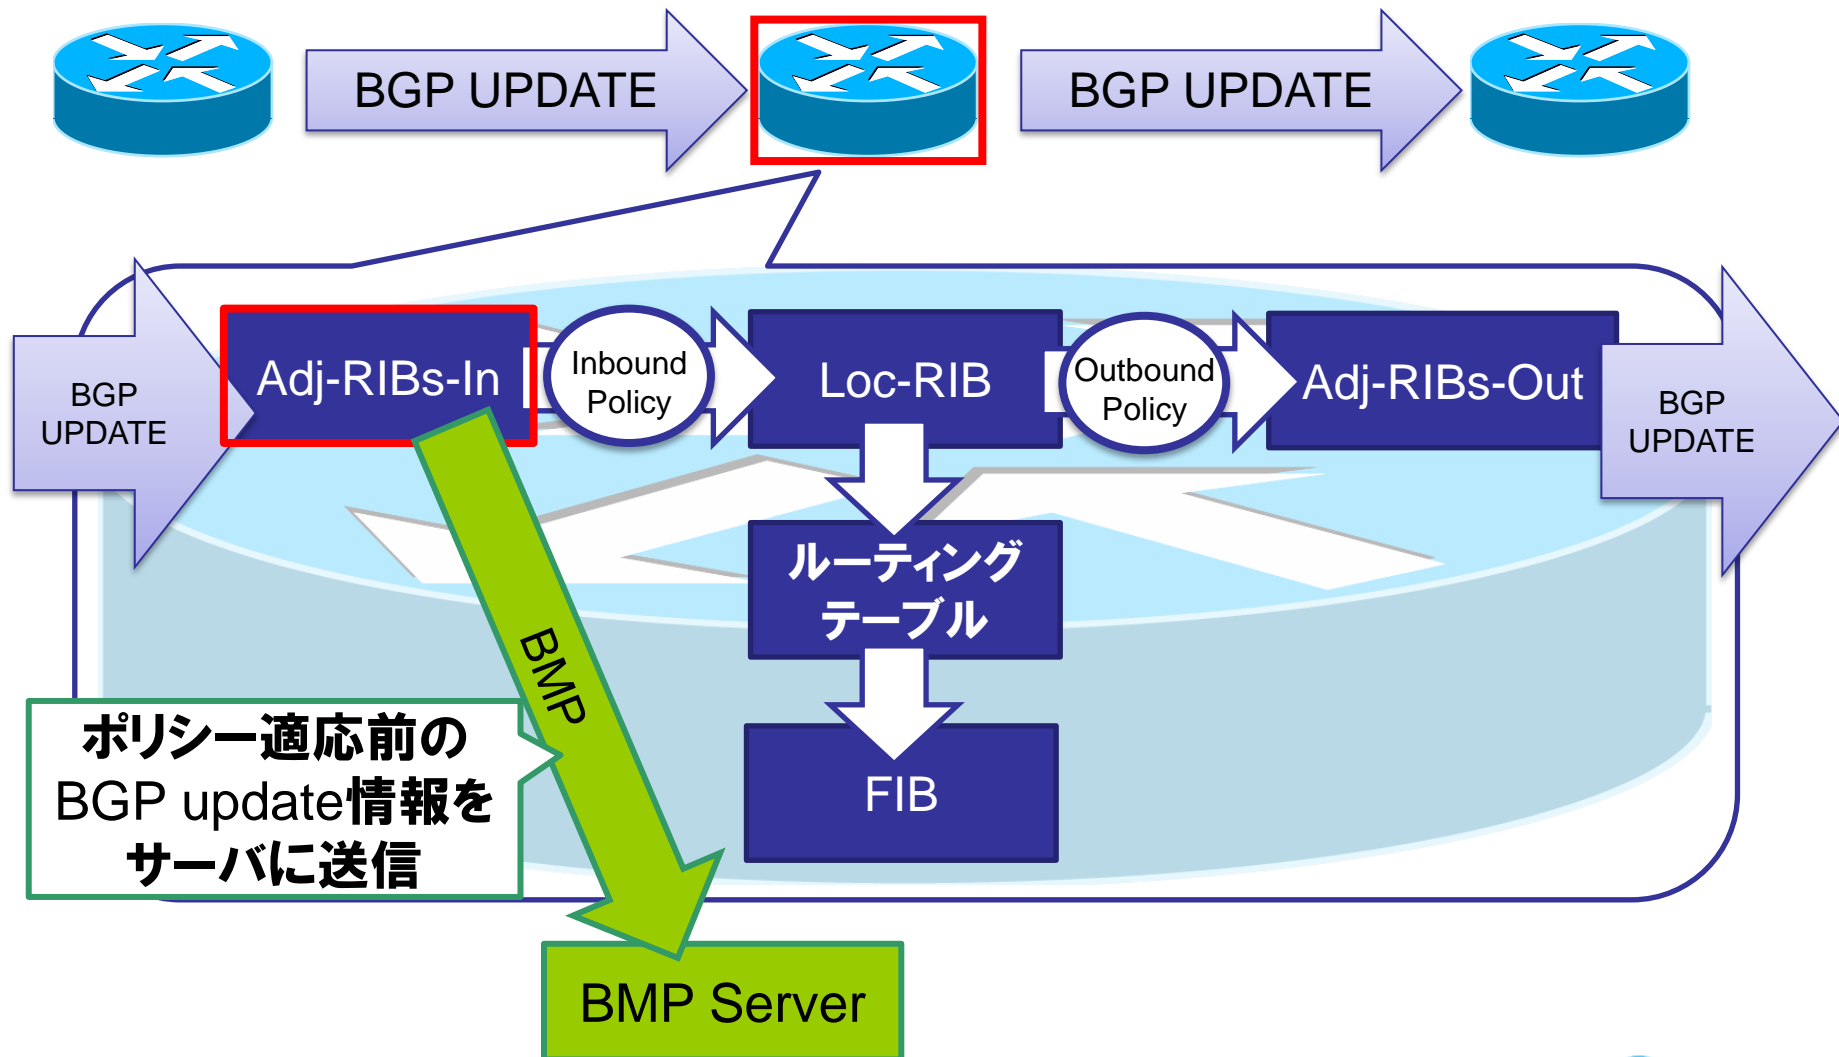 BGP UPDATE
BGP UPDATE
BGP
UPDATE
Adj-RIBs-In
Inbound
Policy
Loc-RIB
Outbound
Policy
Adj-RIBs-Out
BGP
UPDATE
ルーティング
テーブル
BMP
ポリシー適応前の
BGP update情報を
サーバに送信
FIB
BMP Server